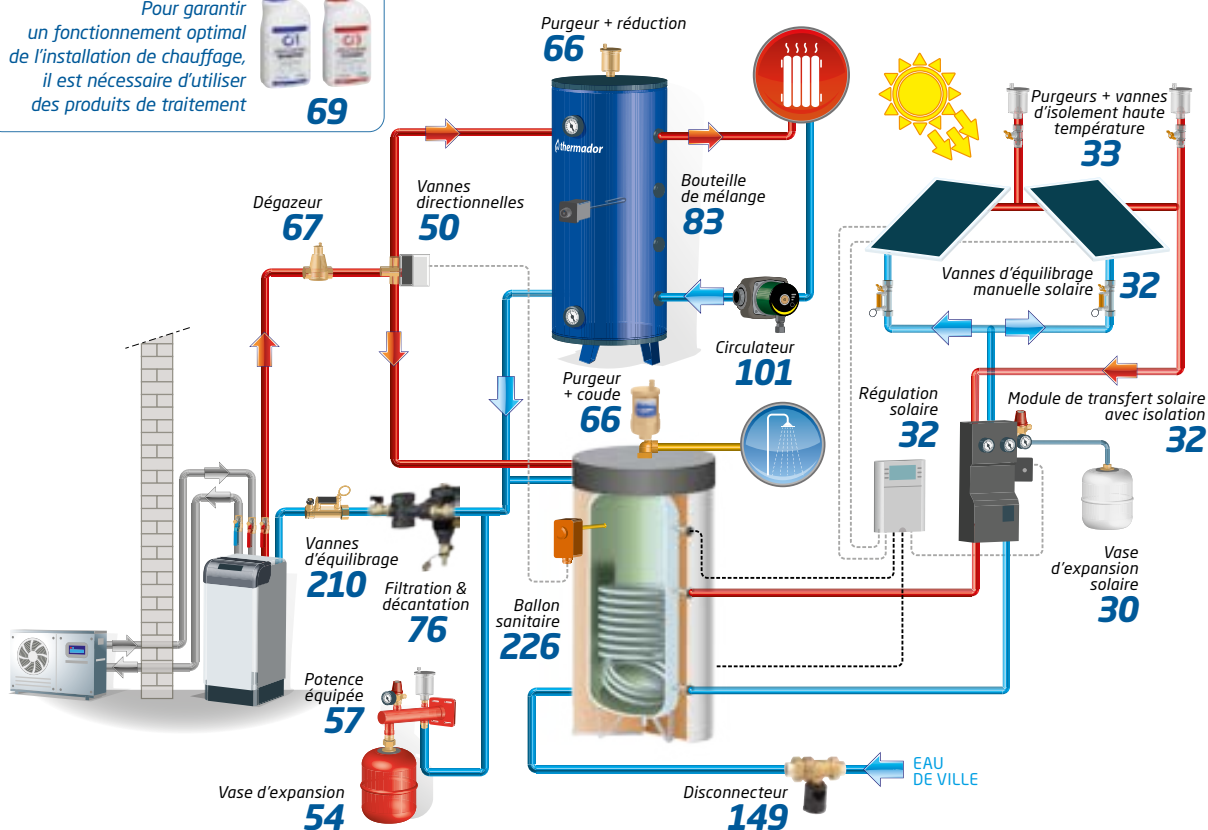 Pour garantir
un fonctionnement optimal
de l'installation de chauffage,
il est nécessaire d'utiliser
des produits de traitement
69
Purgeur + réduction
66
thermador
Purgeurs + vannes
d'isolement haute
température
33
Dégazeur
67
Vannes
directionnelles
50
Bouteille
de mélange
83
Vannes d'équilibrage
manuelle solaire
32
Circulateur
101
Purgeur
+ coude
66
Régulation
solaire
32
Module de transfert solaire
avec isolation
32
Vannes
d'équilibrage
210
Filtration &
décantation
76
Ballon
sanitaire
226
Vase
d'expansion
solaire
30
Potence
équipée
57
Vase d'expansion
54
Disconnecteur
149
EAU
DE VILLE